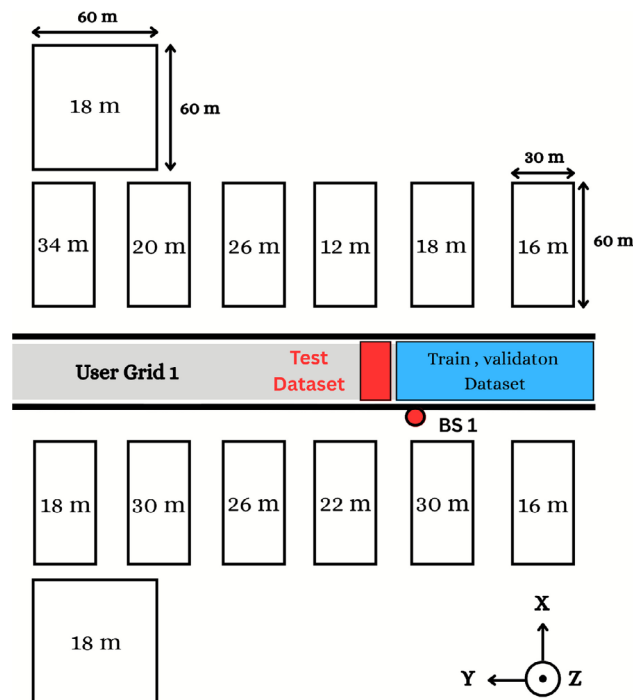 60 m
18 m
60 m
30 m
34 m
20 m
26 m
12 m
18 m
16 m
60 m
User Grid 1
Test
Dataset
Train , validaton
Dataset
BS 1
18 m
30 m
26 m
22 m
30 m
16 m
18 m
X
Y
Z